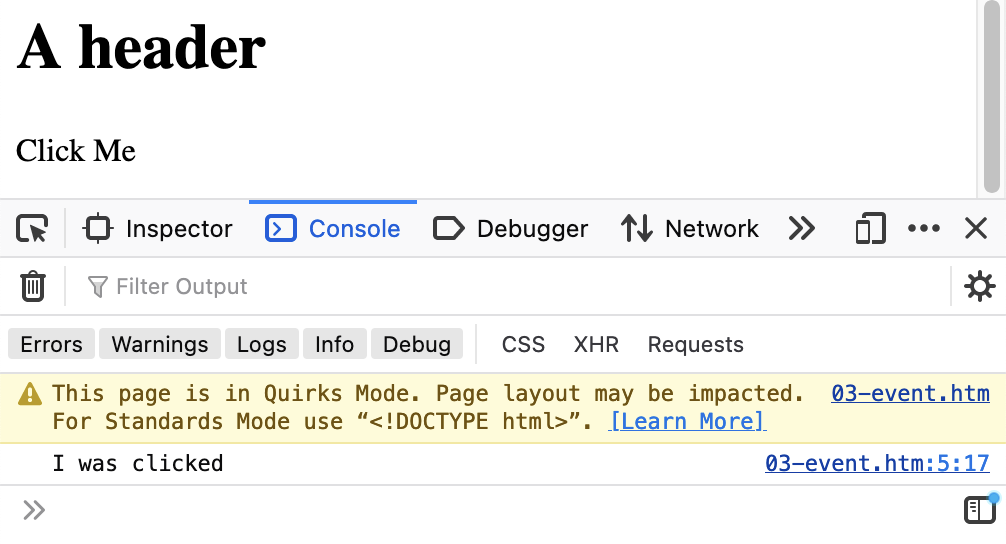 A header
Click Me
Inspector Console Debugger Network
Filter Output
Errors Warnings Logs Info Debug CSS XHR Requests
This page is in Quirks Mode. Page layout may be impacted. 03-event.htm
For Standards Mode use “<!DOCTYPE html>”. [Learn More]
I was clicked 03-event.htm:5:17